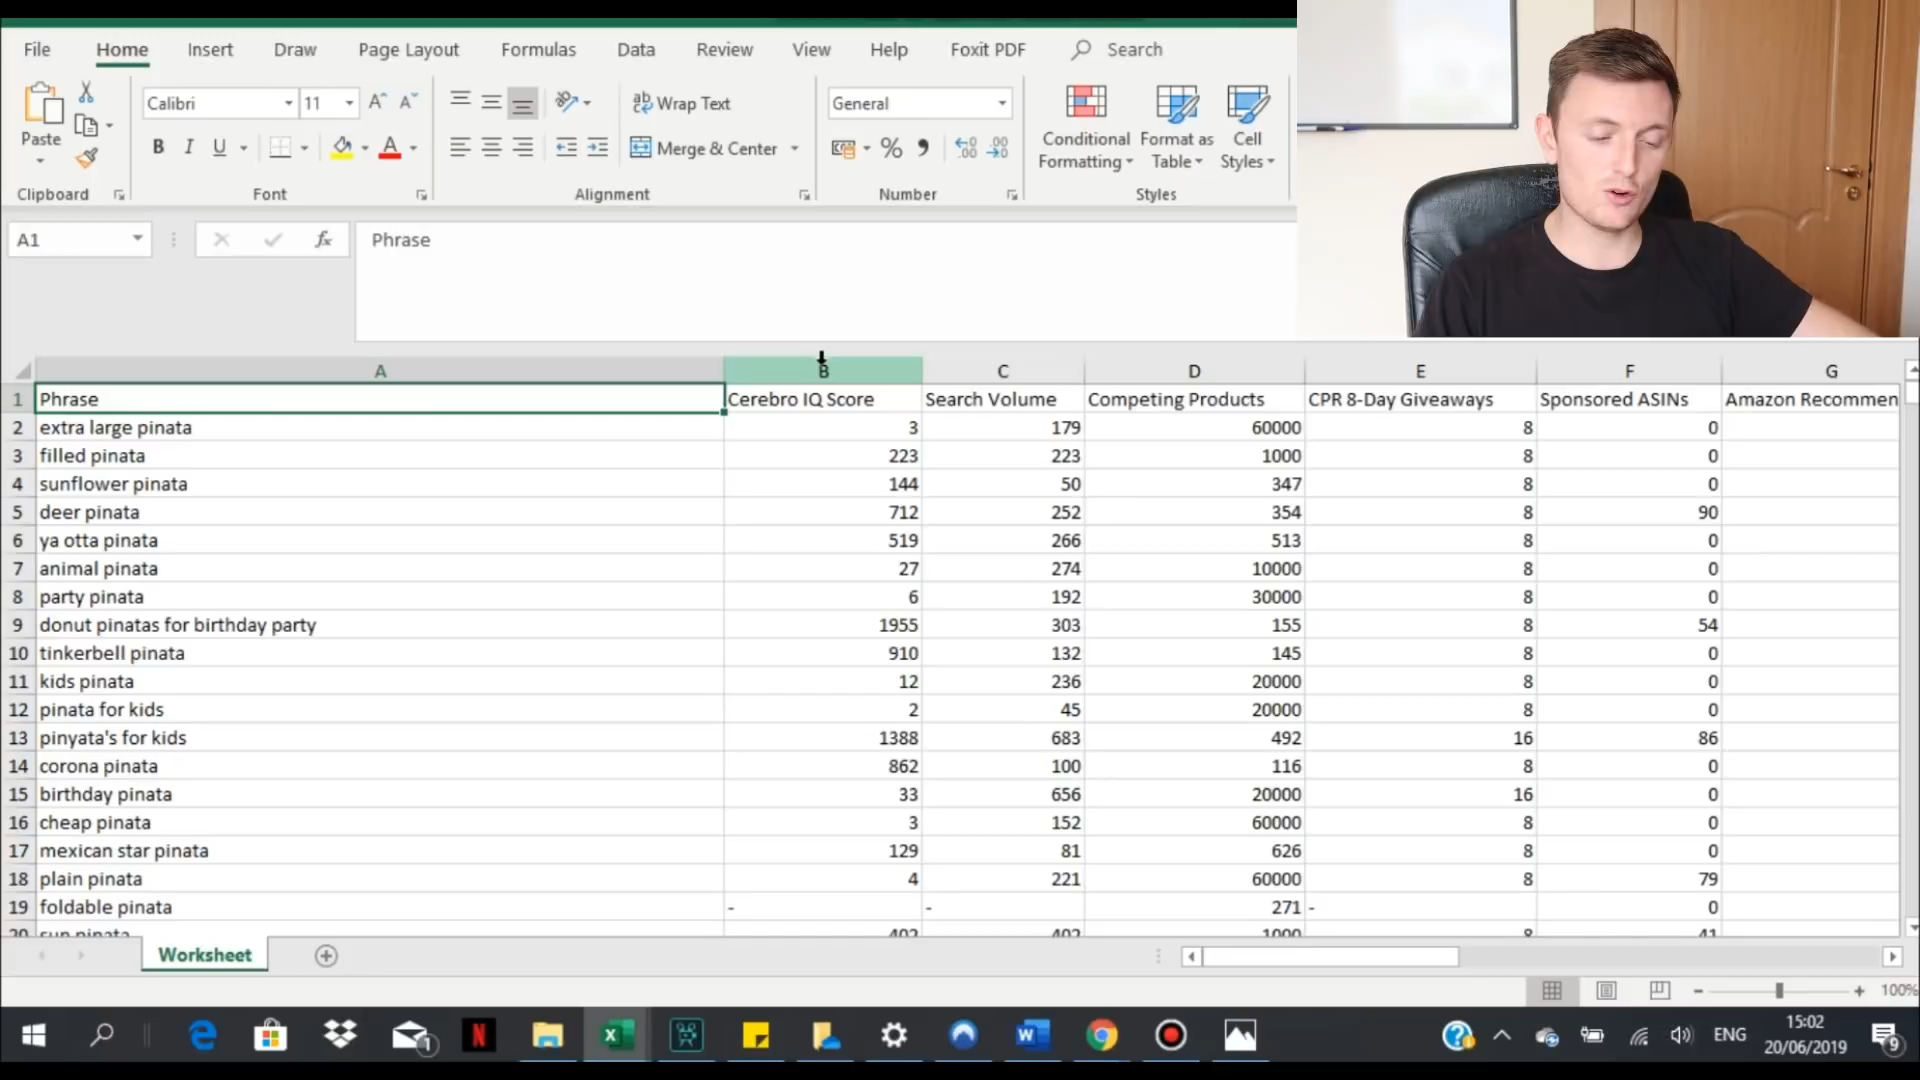 File Home Insert Draw Page Layout Formulas Data Review View Help Foxit PDF Search
Calibri 11 Wrap Text General
Paste Merge & Center Conditional Formatting Format as Table Cell Styles
Clipboard Font Alignment Number Styles
A1 fx Phrase
A B C D E F G
1 Phrase Cerebro IQ Score Search Volume Competing Products CPR 8-Day Giveaways Sponsored ASINs Amazon Recommen
2 extra large pinata 3 179 60000 8 0
3 filled pinata 223 223 1000 8 0
4 sunflower pinata 144 50 347 8 0
5 deer pinata 712 252 354 8 90
6 ya otta pinata 519 266 513 8 0
7 animal pinata 27 274 10000 8 0
8 party pinata 6 192 30000 8 0
9 donut pinatas for birthday party 1955 303 155 8 54
10 tinkerbell pinata 910 132 145 8 0
11 kids pinata 12 236 20000 8 0
12 pinata for kids 2 45 20000 8 0
13 pinyata's for kids 1388 683 492 16 86
14 corona pinata 862 100 116 8 0
15 birthday pinata 33 656 20000 16 0
16 cheap pinata 3 152 60000 8 0
17 mexican star pinata 129 81 626 8 0
18 plain pinata 4 221 60000 8 79
19 foldable pinata - - 271 - 0
20 sun pinata 402 402 1000 8 41
Worksheet
100%
ENG 15:02
20/06/2019